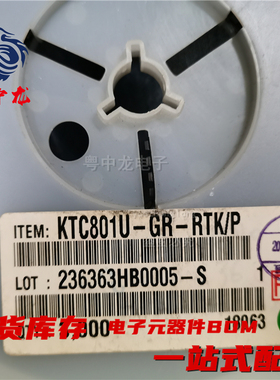 中龙
粤中龙电子
ITEM: KTC801U-GR-RTK/P
LOT : 236363HB0005-S
货库存 电子元器件BOM
一站式配